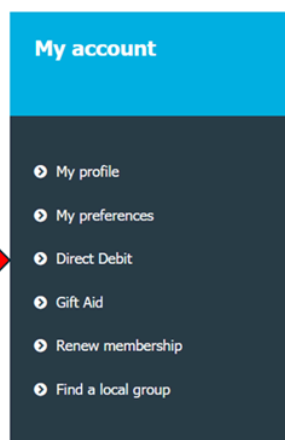 My account
My profile
My preferences
Direct Debit
Gift Aid
Renew membership
Find a local group